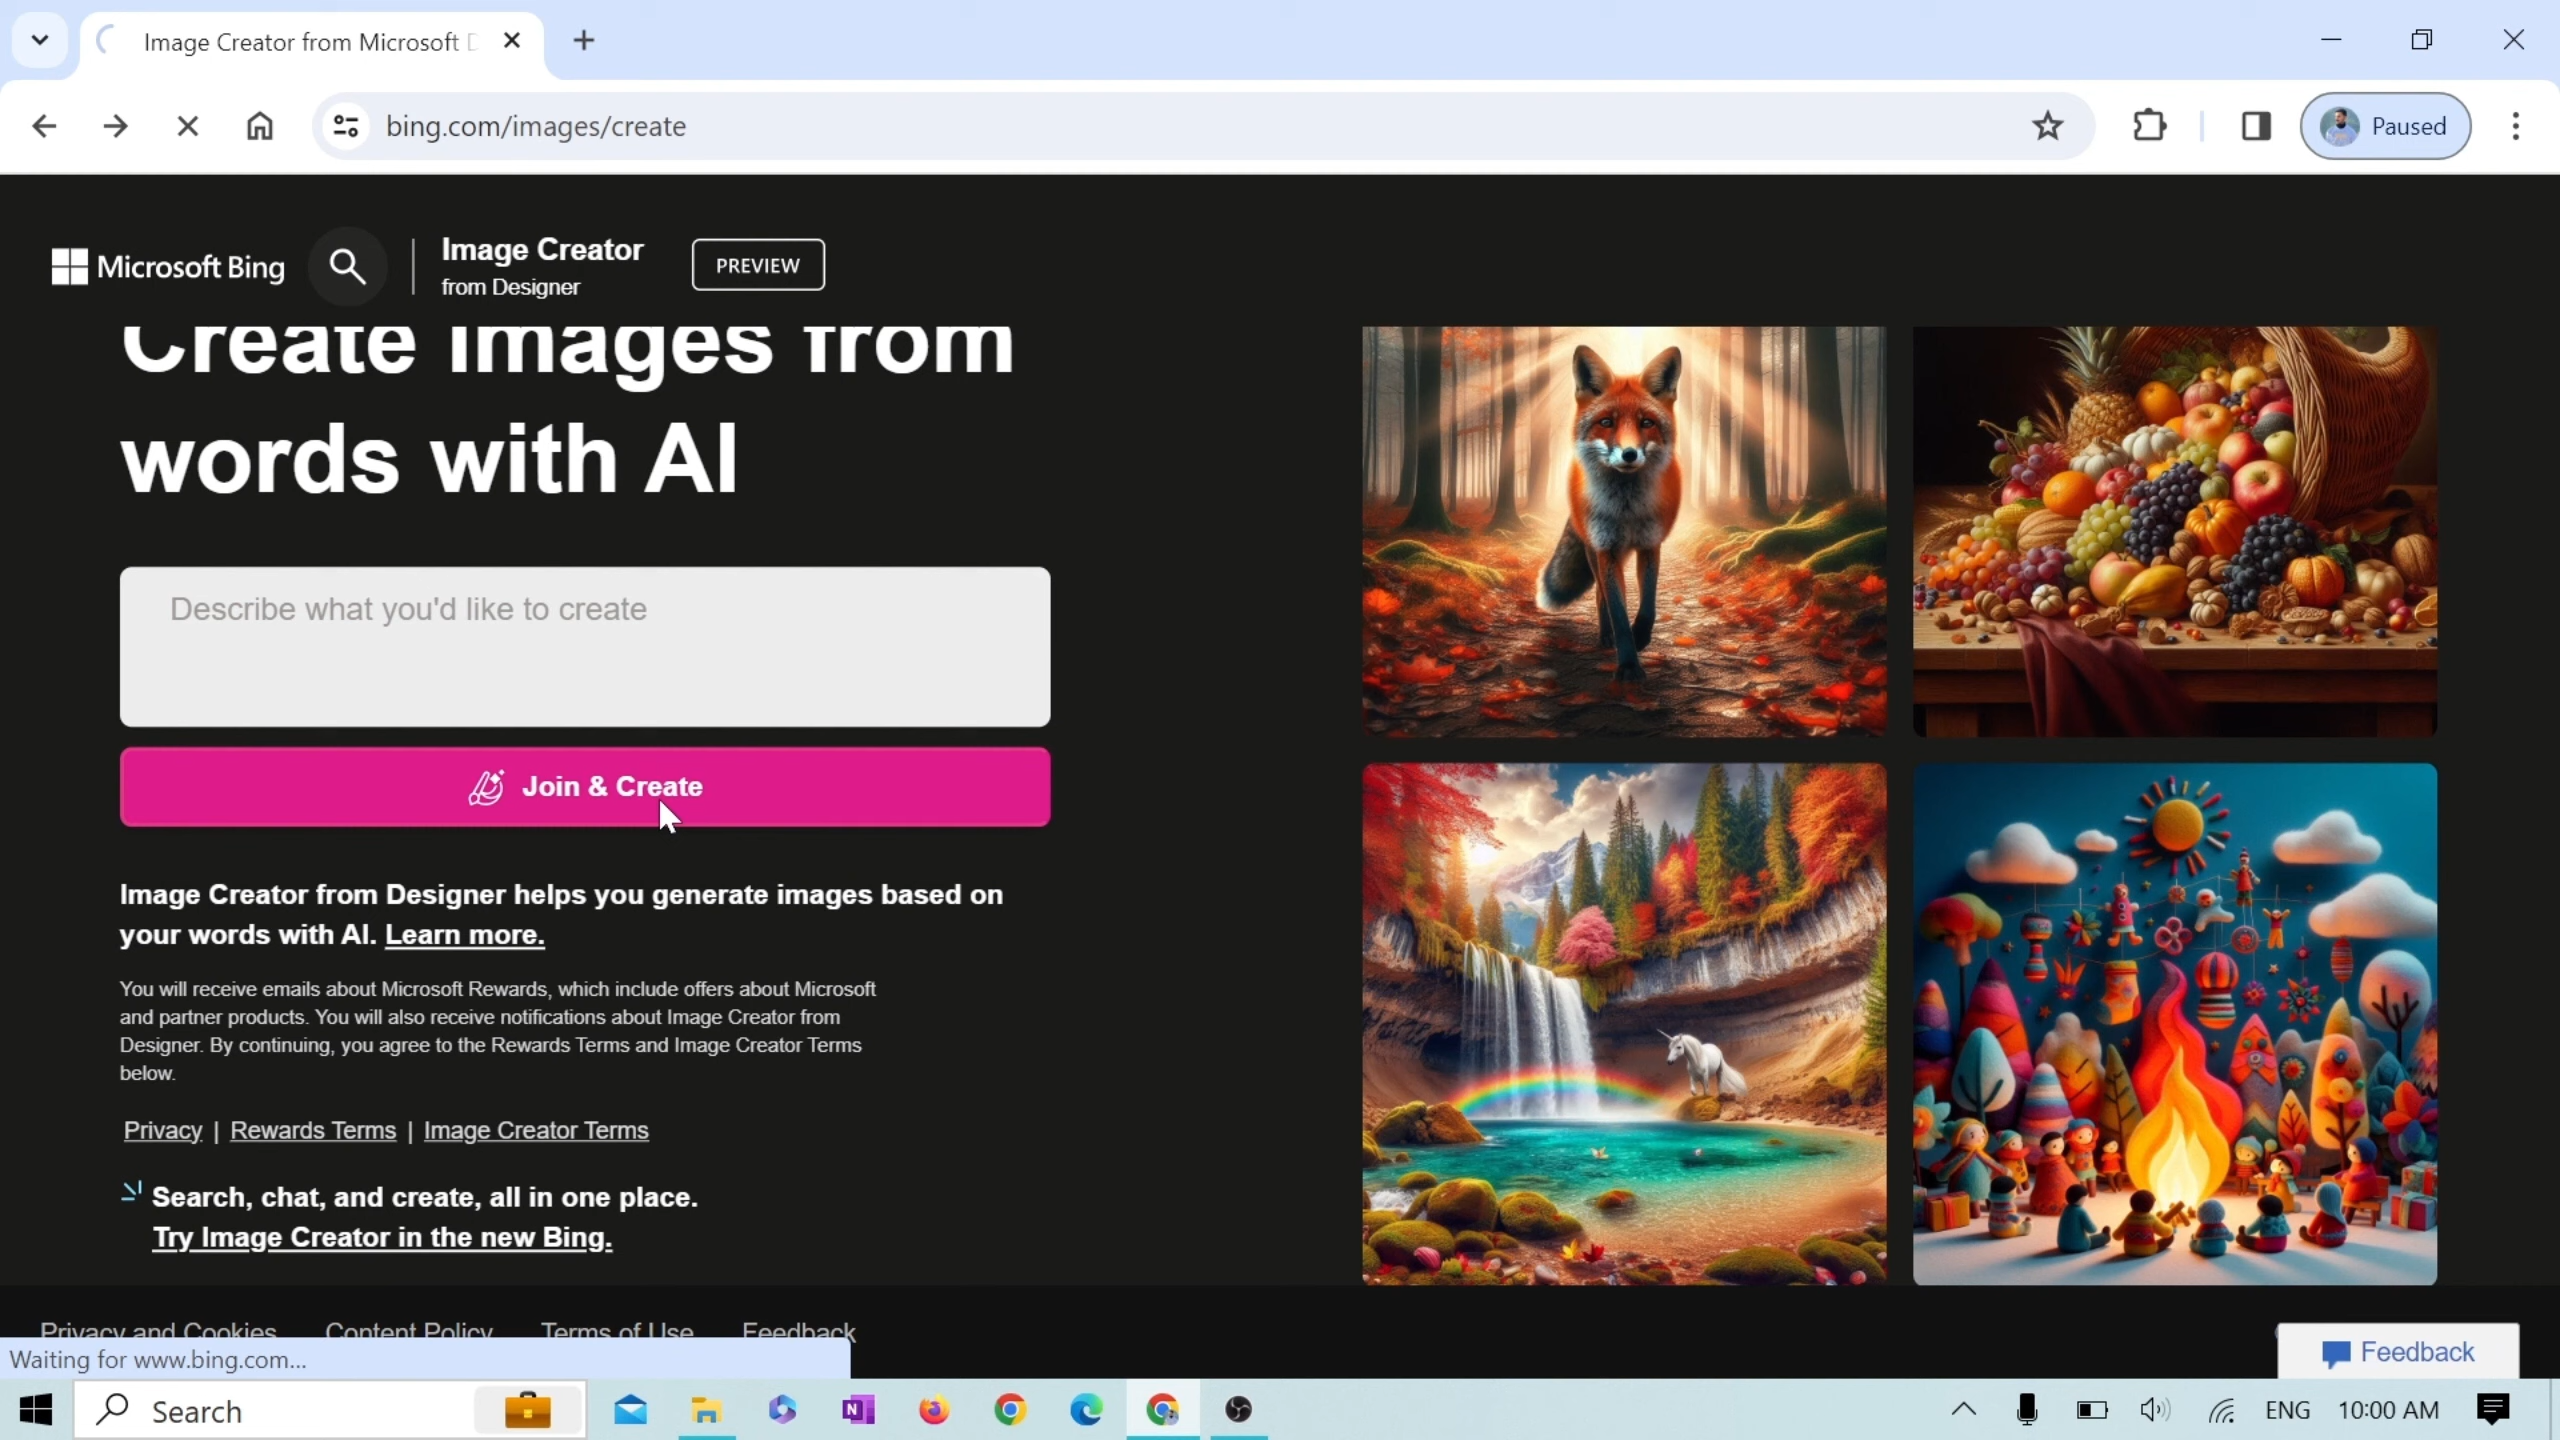 Image Creator from Microsoft D
bing.com/images/create
Paused
Microsoft Bing
Image Creator
from Designer
PREVIEW
Create images from
words with AI
Describe what you'd like to create
Join & Create
Image Creator from Designer helps you generate images based on
your words with AI. Learn more.
You will receive emails about Microsoft Rewards, which include offers about Microsoft
and partner products. You will also receive notifications about Image Creator from
Designer. By continuing, you agree to the Rewards Terms and Image Creator Terms
below.
Privacy | Rewards Terms | Image Creator Terms
Search, chat, and create, all in one place.
Try Image Creator in the new Bing.
Privacy and Cookies Content Policy Terms of Use Feedback
Waiting for www.bing.com...
Feedback
Search
ENG 10:00 AM